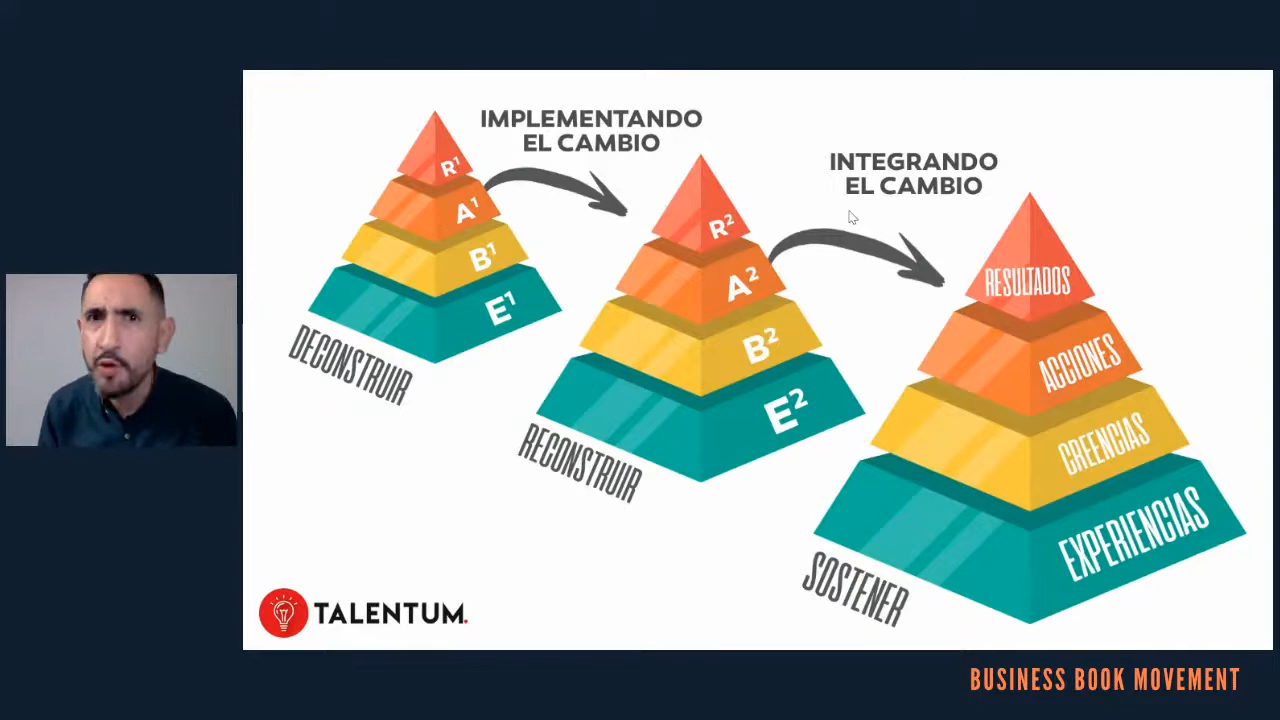 IMPLEMENTANDO
EL CAMBIO
R¹
A¹
B¹
E¹
DECONSTRUIR
INTEGRANDO
EL CAMBIO
R²
A²
B²
E²
RECONSTRUIR
RESULTADOS
ACCIONES
CREENCIAS
EXPERIENCIAS
SOSTENER
TALENTUM.
BUSINESS BOOK MOVEMENT